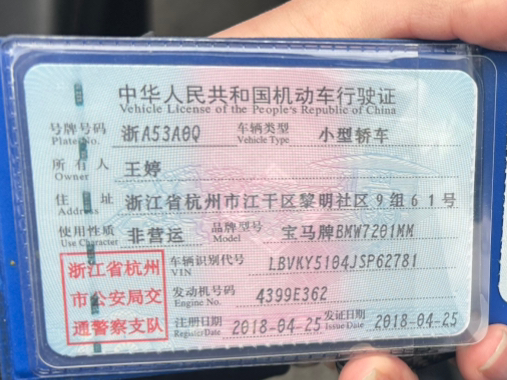 中华人民共和国机动车行驶证
Vehicle License of the People's Republic of China
号牌号码 浙A53A0Q 车辆类型 小型轿车
Plate No. Vehicle Type
所有人 王婷
Owner
住址 浙江省杭州市江干区黎明社区9组61号
Address
使用性质 非营运 品牌型号 宝马牌BMW7201MM
Use Character Model
浙江省杭州
市公安局交
通警察支队
车辆识别代号 LBVKY5104JSP62781
VIN
发动机号码 4399E362
Engine No.
注册日期 2018-04-25 发证日期 2018-04-25
Register Date Issue Date